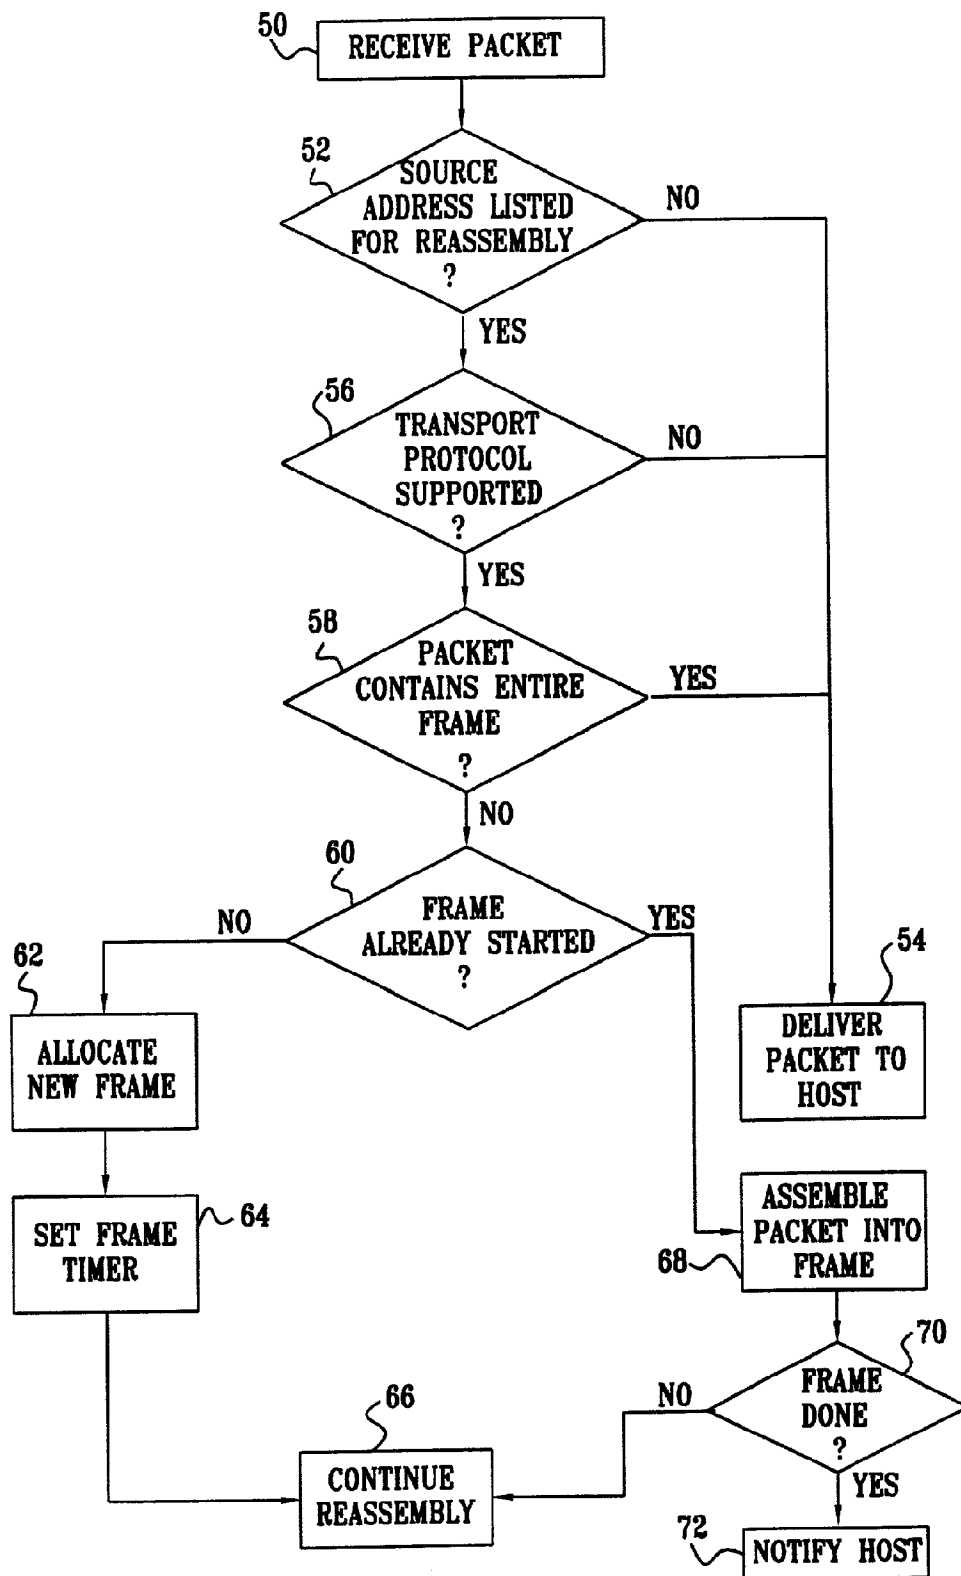 50
RECEIVE PACKET
52
SOURCE
ADDRESS LISTED
FOR REASSEMBLY
?
NO
YES
56
TRANSPORT
PROTOCOL
SUPPORTED
?
NO
YES
58
PACKET
CONTAINS ENTIRE
FRAME
?
YES
NO
60
FRAME
ALREADY STARTED
?
NO
YES
62
ALLOCATE
NEW FRAME
54
DELIVER
PACKET TO
HOST
SET FRAME
TIMER
64
ASSEMBLE
PACKET INTO
FRAME
68
70
FRAME
DONE
?
NO
YES
66
CONTINUE
REASSEMBLY
72
NOTIFY HOST